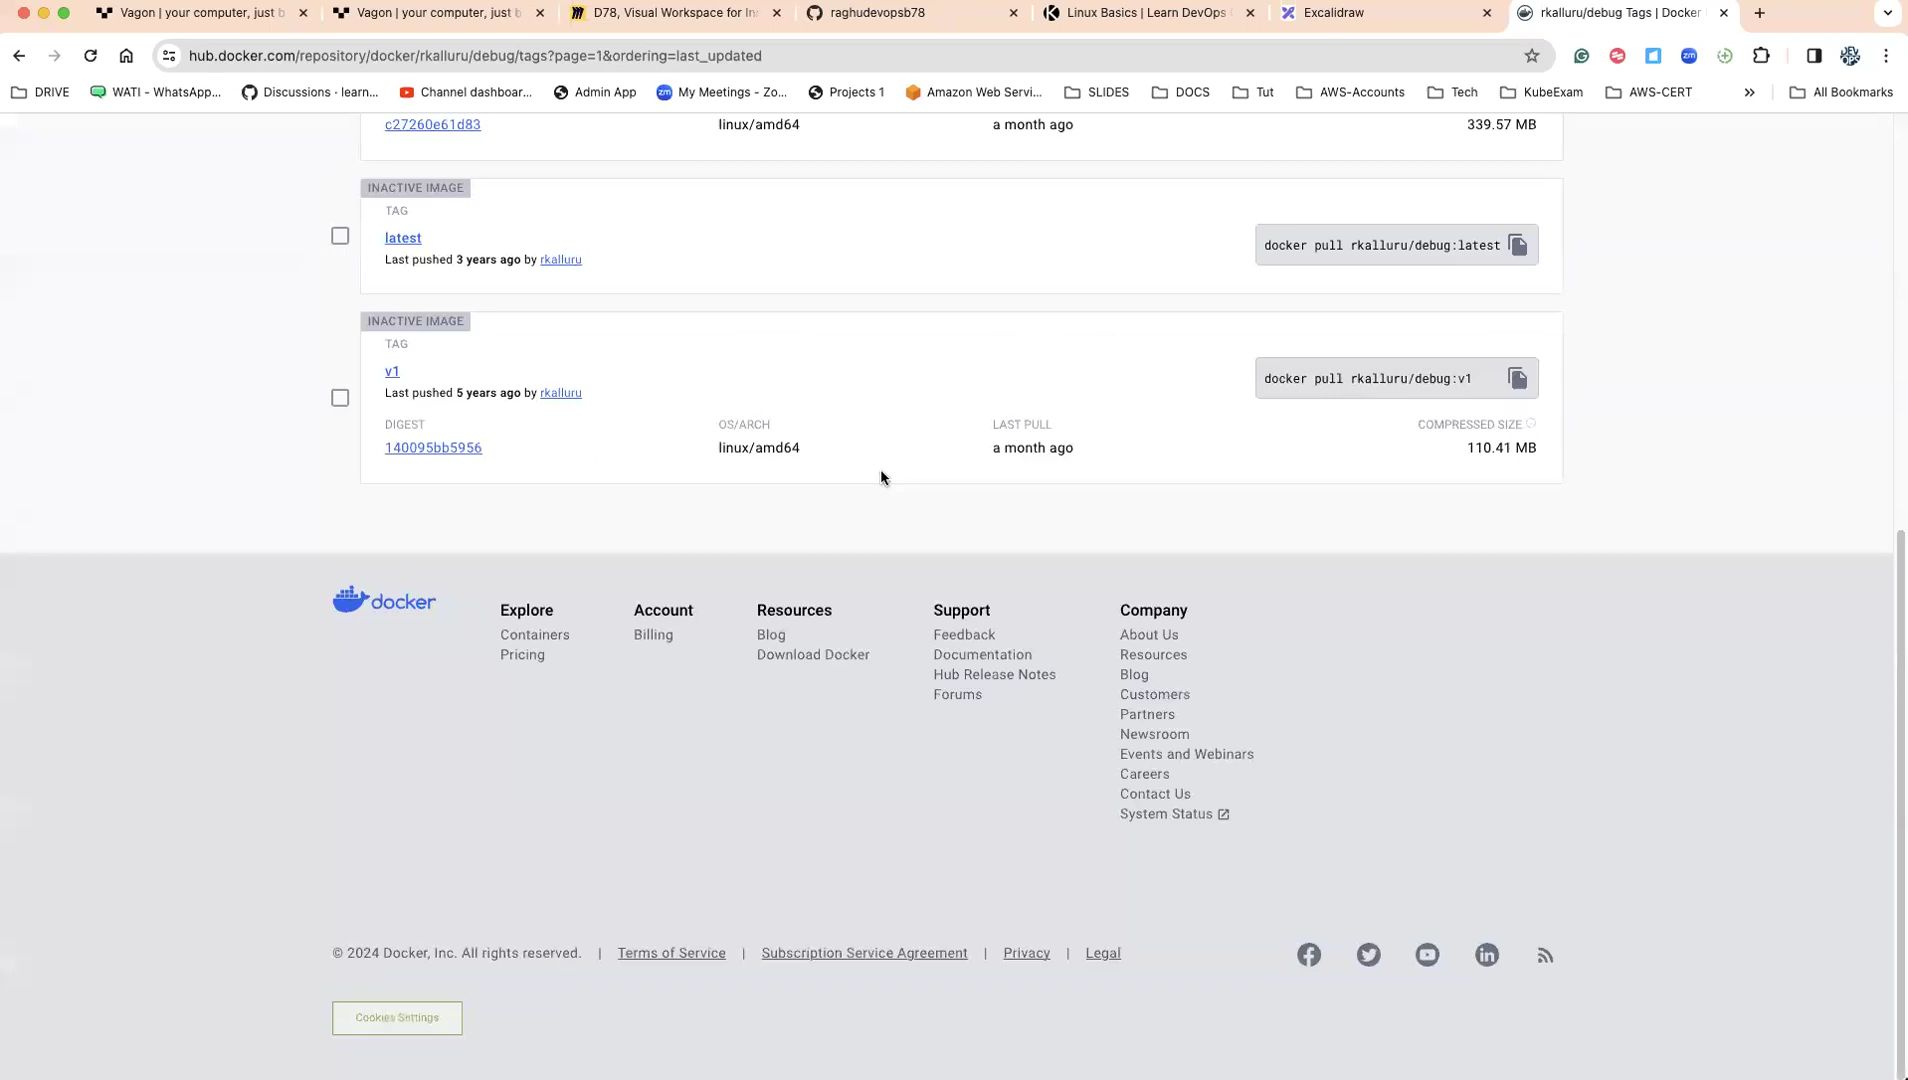 Vagon | your computer, just b
Vagon | your computer, just b
D78, Visual Workspace for In
raghudevopsb78
Linux Basics | Learn DevOps
Excalidraw
rkalluru/debug Tags | Docker
hub.docker.com/repository/docker/rkalluru/debug/tags?page=1&ordering=last_updated
DRIVE
WATI - WhatsApp...
Discussions · learn...
Channel dashboar...
Admin App
My Meetings - Zo...
Projects 1
Amazon Web Servi...
SLIDES
DOCS
Tut
AWS-Accounts
Tech
KubeExam
AWS-CERT
»
All Bookmarks
c27260e61d83 linux/amd64 a month ago 339.57 MB
INACTIVE IMAGE
TAG
latest
Last pushed 3 years ago by rkalluru
docker pull rkalluru/debug:latest
INACTIVE IMAGE
TAG
v1
Last pushed 5 years ago by rkalluru
docker pull rkalluru/debug:v1
DIGEST OS/ARCH LAST PULL COMPRESSED SIZE
140095bb5956 linux/amd64 a month ago 110.41 MB
docker
Explore
Containers
Pricing
Account
Billing
Resources
Blog
Download Docker
Support
Feedback
Documentation
Hub Release Notes
Forums
Company
About Us
Resources
Blog
Customers
Partners
Newsroom
Events and Webinars
Careers
Contact Us
System Status
© 2024 Docker, Inc. All rights reserved. | Terms of Service | Subscription Service Agreement | Privacy | Legal
Cookies Settings